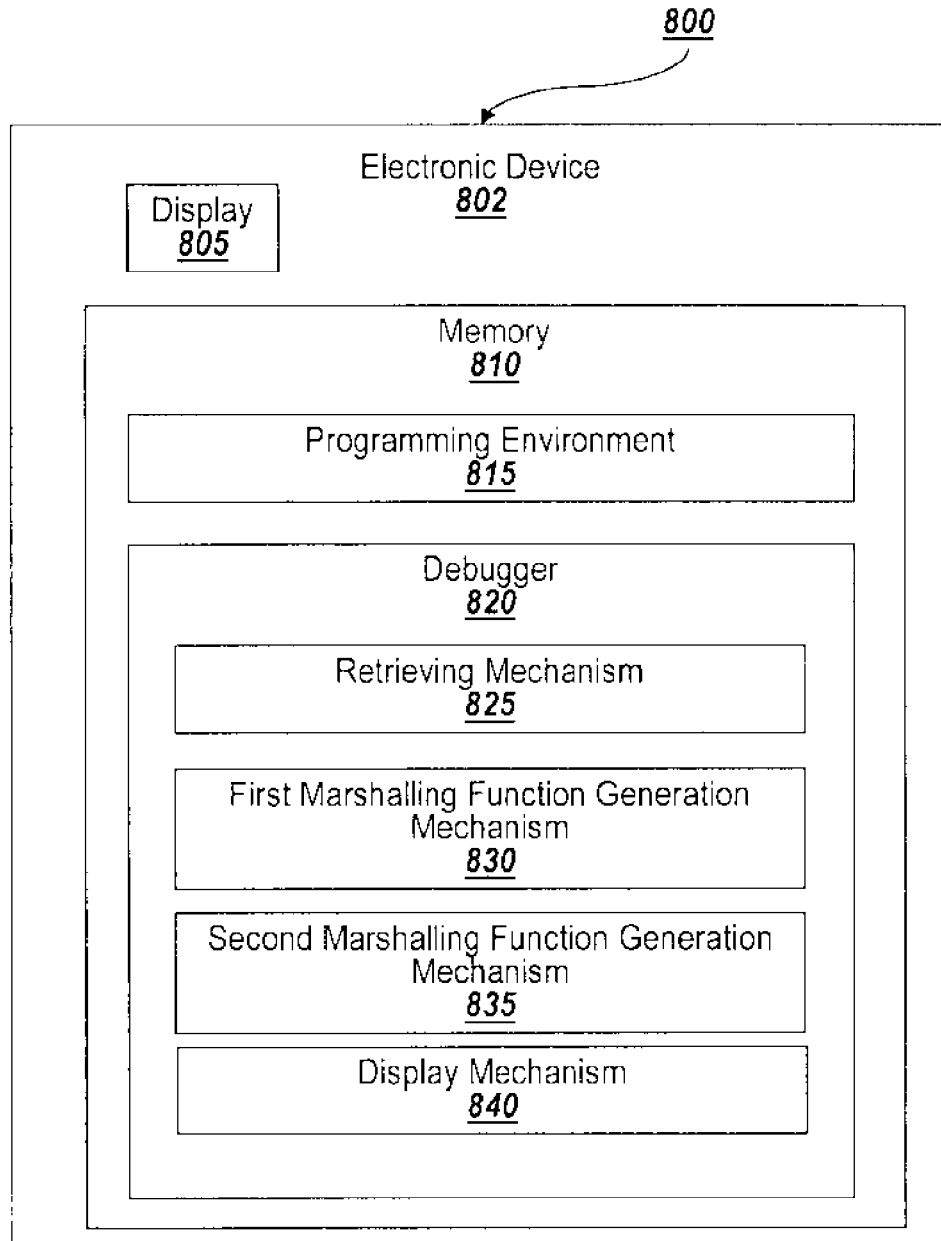 800
Electronic Device
802
Display
805
Memory
810
Programming Environment
815
Debugger
820
Retrieving Mechanism
825
First Marshalling Function Generation
Mechanism
830
Second Marshalling Function Generation
Mechanism
835
Display Mechanism
840